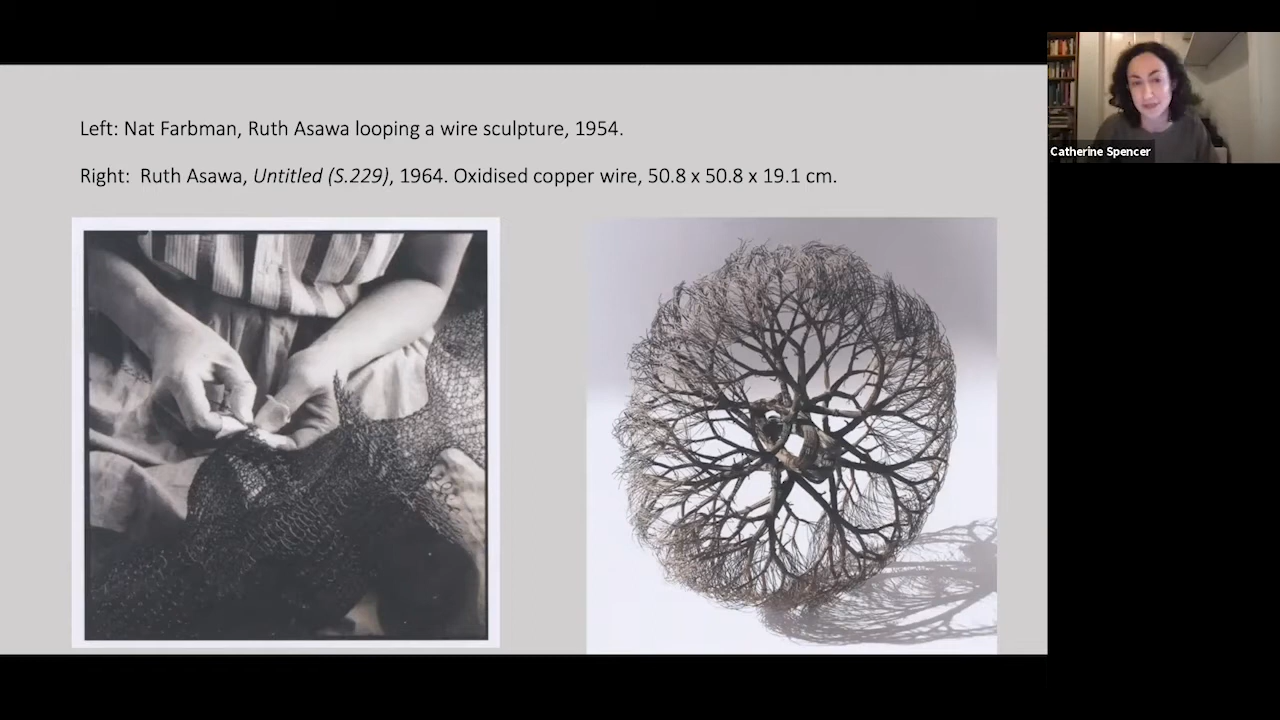 Left: Nat Farbman, Ruth Asawa looping a wire sculpture, 1954.
Right: Ruth Asawa, Untitled (S.229), 1964. Oxidised copper wire, 50.8 x 50.8 x 19.1 cm.
Catherine Spencer